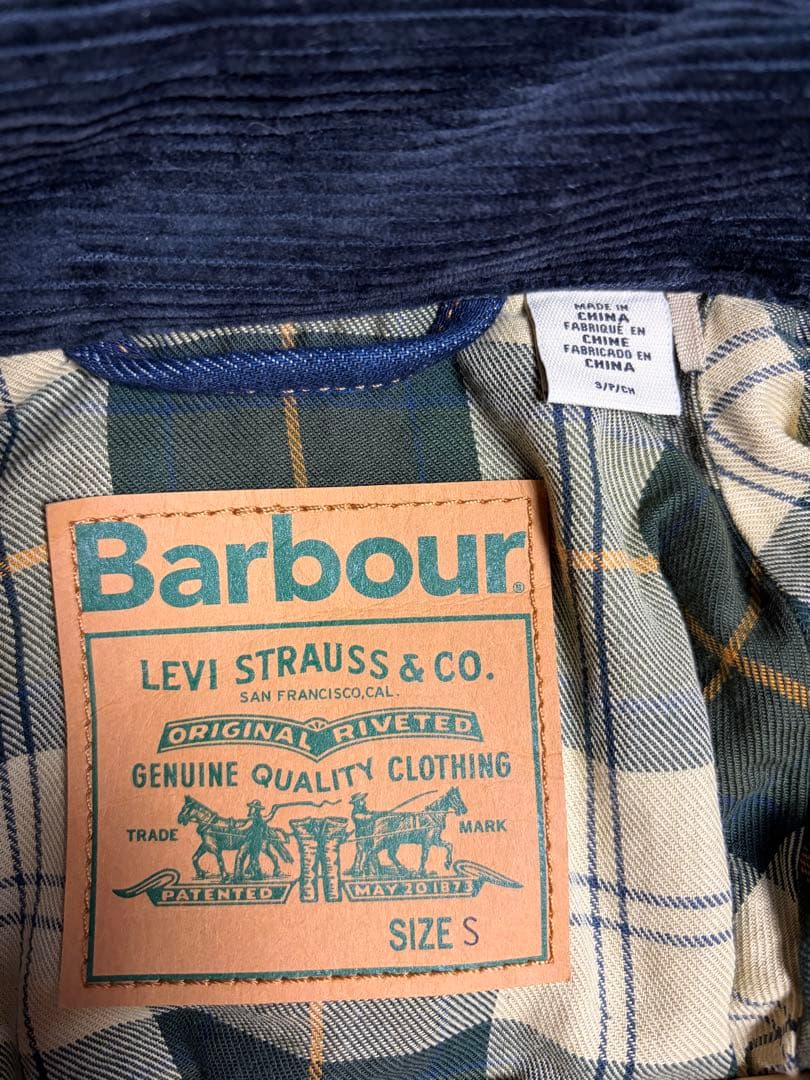 MADE IN
CHINA
FABRIQUÉ EN
CHINE
FABRICADO EN
CHINA
S/P/CH
Barbour
LEVI STRAUSS & CO.
SAN FRANCISCO, CAL.
ORIGINAL RIVETED
GENUINE QUALITY CLOTHING
TRADE MARK
PATENTED MAY 20 1873
SIZE S